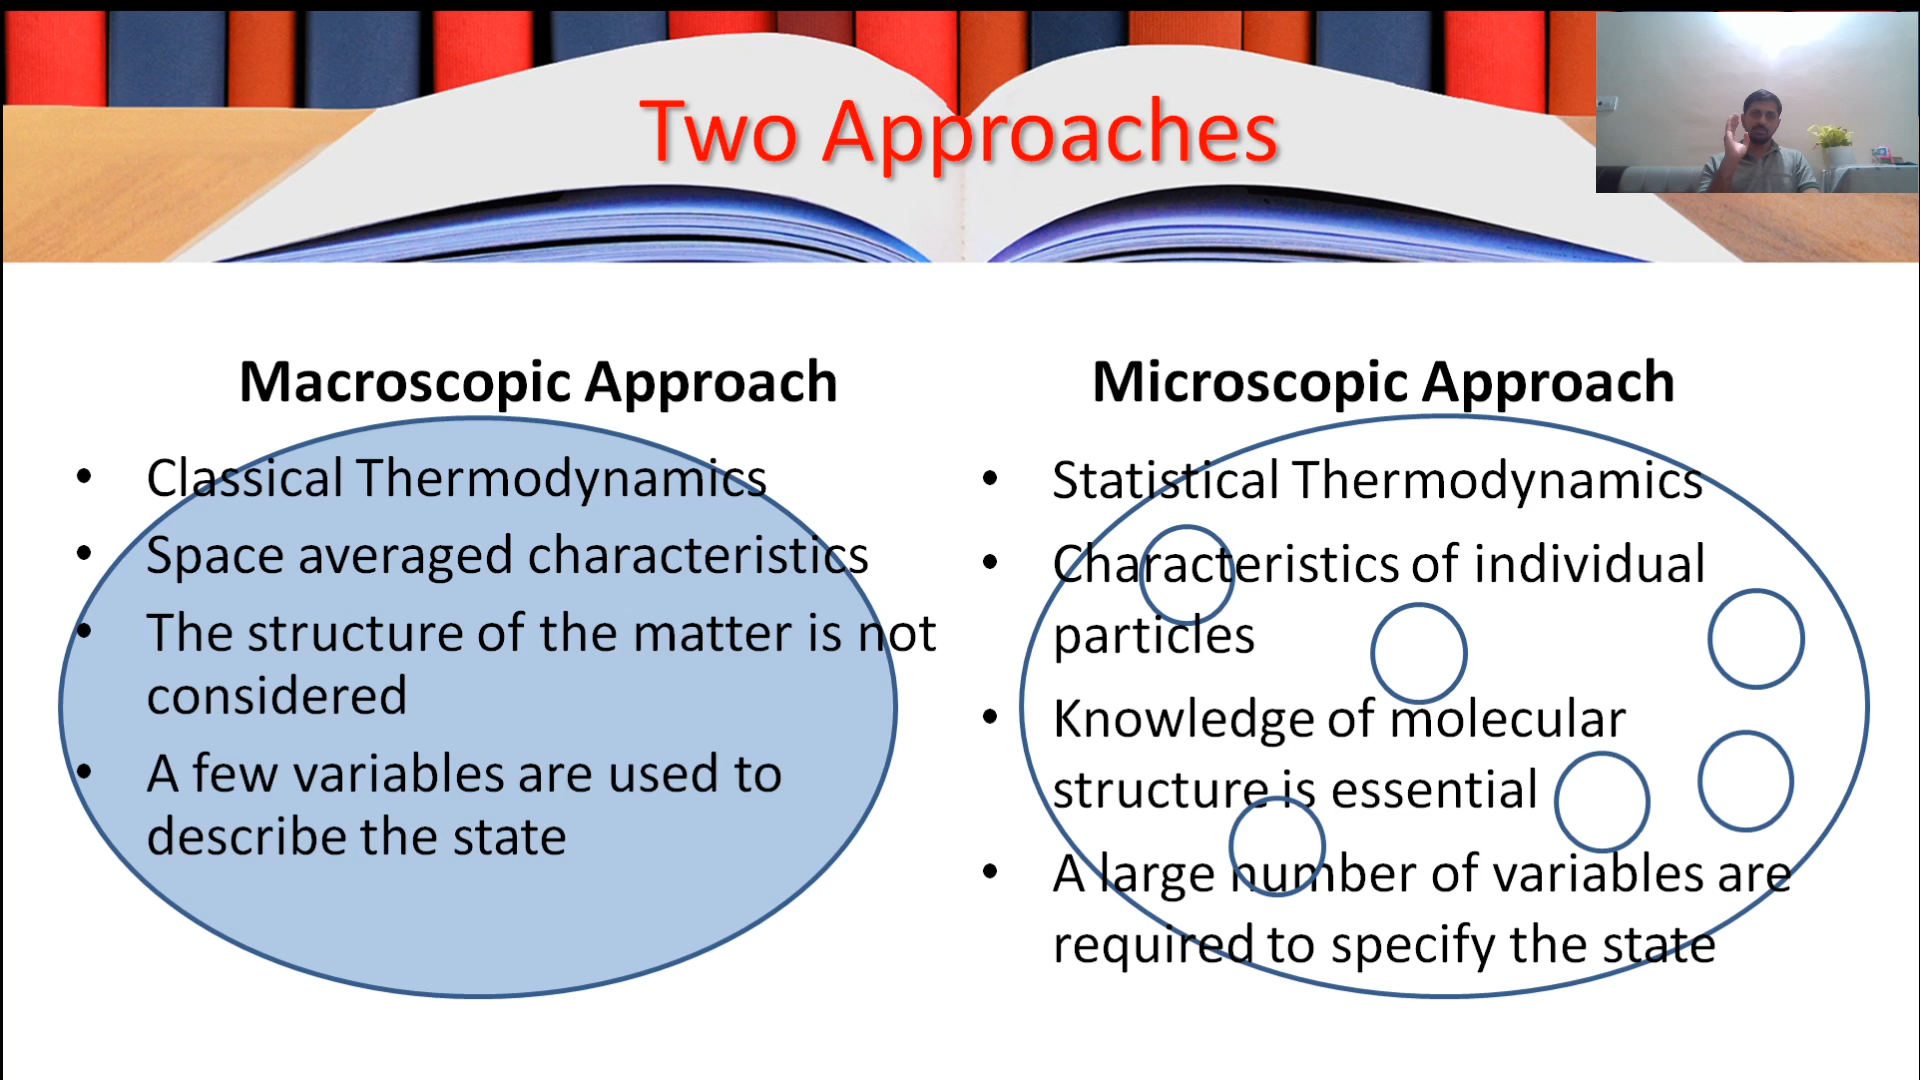 Two Approaches
Macroscopic Approach
• Classical Thermodynamics
• Space averaged characteristics
• The structure of the matter is not
considered
• A few variables are used to
describe the state
Microscopic Approach
• Statistical Thermodynamics
• Characteristics of individual
particles
• Knowledge of molecular
structure is essential
• A large number of variables are
required to specify the state